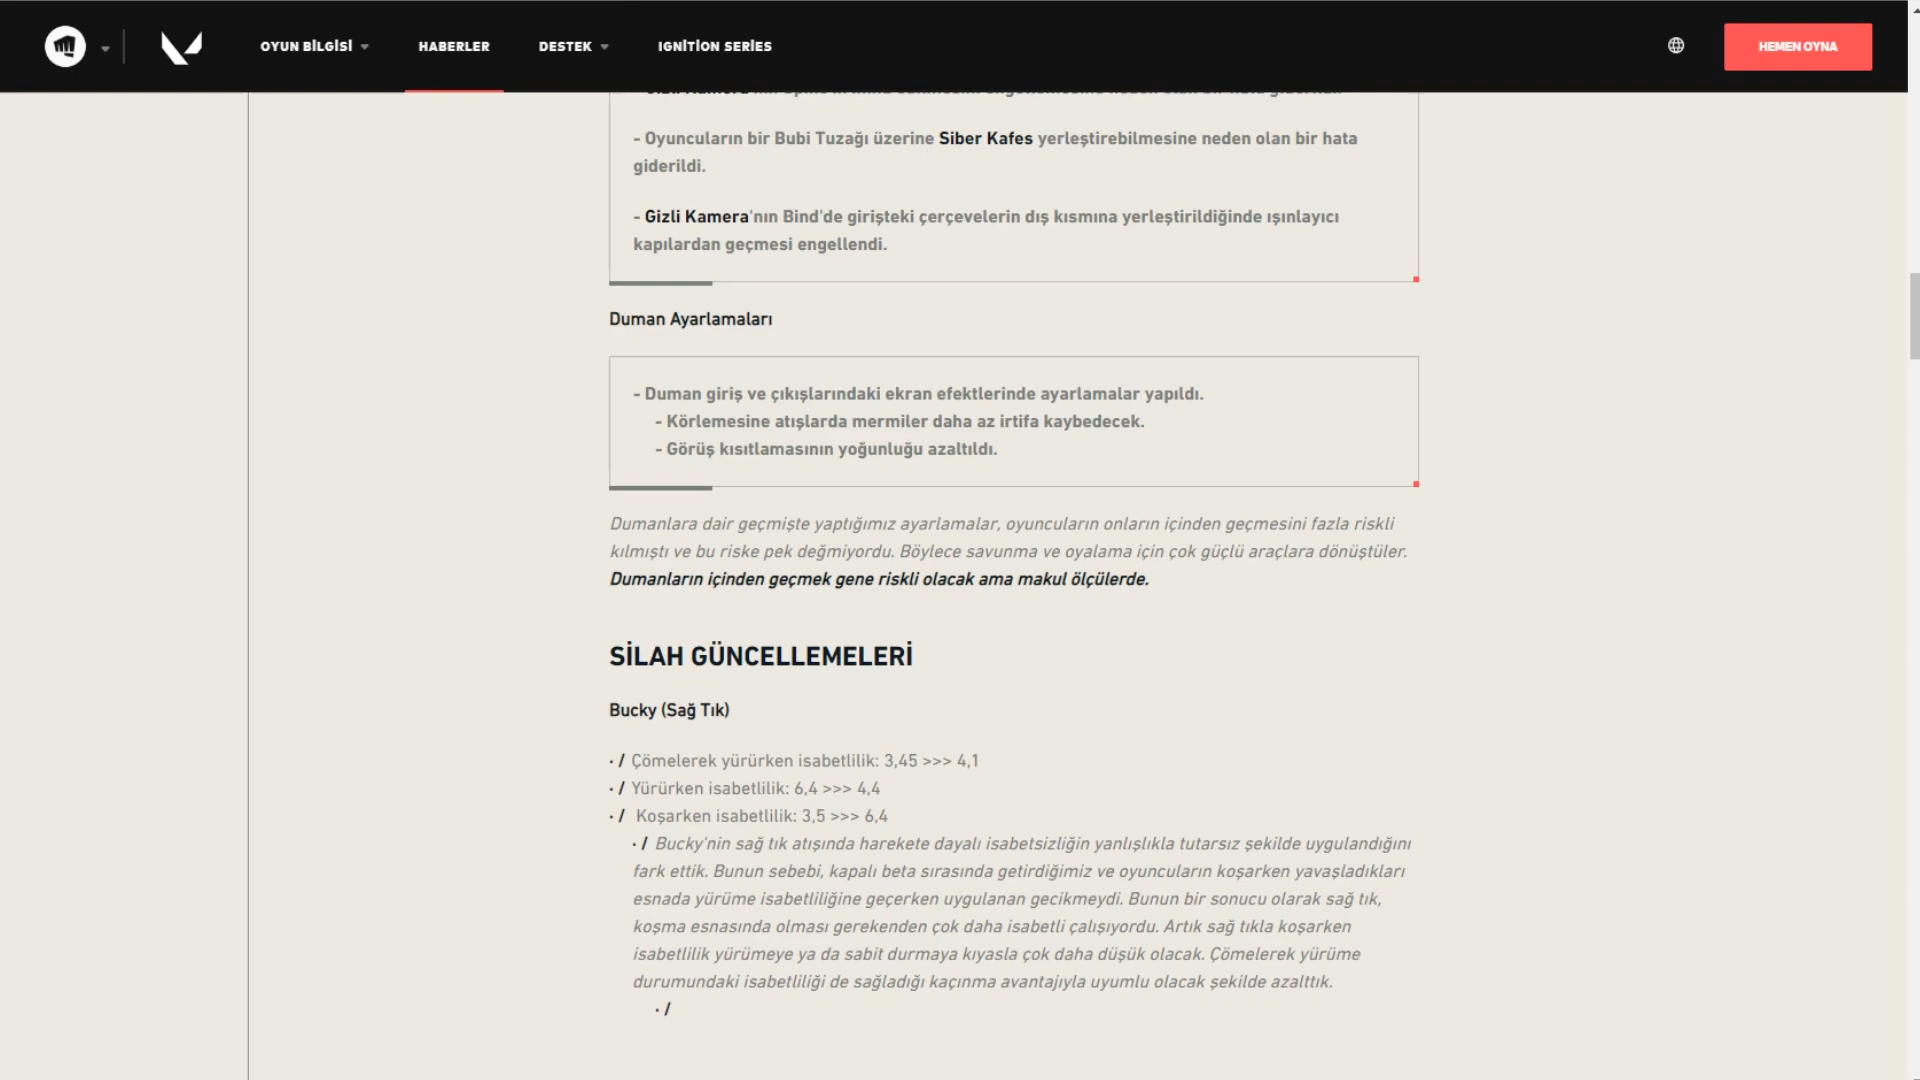 OYUN BİLGİSİ
HABERLER
DESTEK
IGNITION SERIES
HEMEN OYNA
- Oyuncuların bir Bubi Tuzağı üzerine Siber Kafes yerleştirebilmesine neden olan bir hata
giderildi.
- Gizli Kamera'nın Bind'de girişteki çerçevelerin dış kısmına yerleştirildiğinde ışınlayıcı
kapılardan geçmesi engellendi.
Duman Ayarlamaları
- Duman giriş ve çıkışlarındaki ekran efektlerinde ayarlamalar yapıldı.
- Körlemesine atışlarda mermiler daha az irtifa kaybedecek.
- Görüş kısıtlamasının yoğunluğu azaltıldı.
Dumanlara dair geçmişte yaptığımız ayarlamalar, oyuncuların onların içinden geçmesini fazla riskli
kılmıştı ve bu riske pek değmiyordu. Böylece savunma ve oyalama için çok güçlü araçlara dönüştüler.
Dumanların içinden geçmek gene riskli olacak ama makul ölçülerde.
SİLAH GÜNCELLEMELERİ
Bucky (Sağ Tık)
· / Çömelerek yürürken isabetlilik: 3,45 >>> 4,1
· / Yürürken isabetlilik: 6,4 >>> 4,4
· / Koşarken isabetlilik: 3,5 >>> 6,4
· / Bucky'nin sağ tık atışında harekete dayalı isabetsizliğin yanlışlıkla tutarsız şekilde uygulandığını
fark ettik. Bunun sebebi, kapalı beta sırasında getirdiğimiz ve oyuncuların koşarken yavaşladıkları
esnada yürüme isabetliliğine geçerken uygulanan gecikmeydi. Bunun bir sonucu olarak sağ tık,
koşma esnasında olması gerekenden çok daha isabetli çalışıyordu. Artık sağ tıkla koşarken
isabetlilik yürümeye ya da sabit durmaya kıyasla çok daha düşük olacak. Çömelerek yürüme
durumundaki isabetliliği de sağladığı kaçınma avantajıyla uyumlu olacak şekilde azalttık.
· /